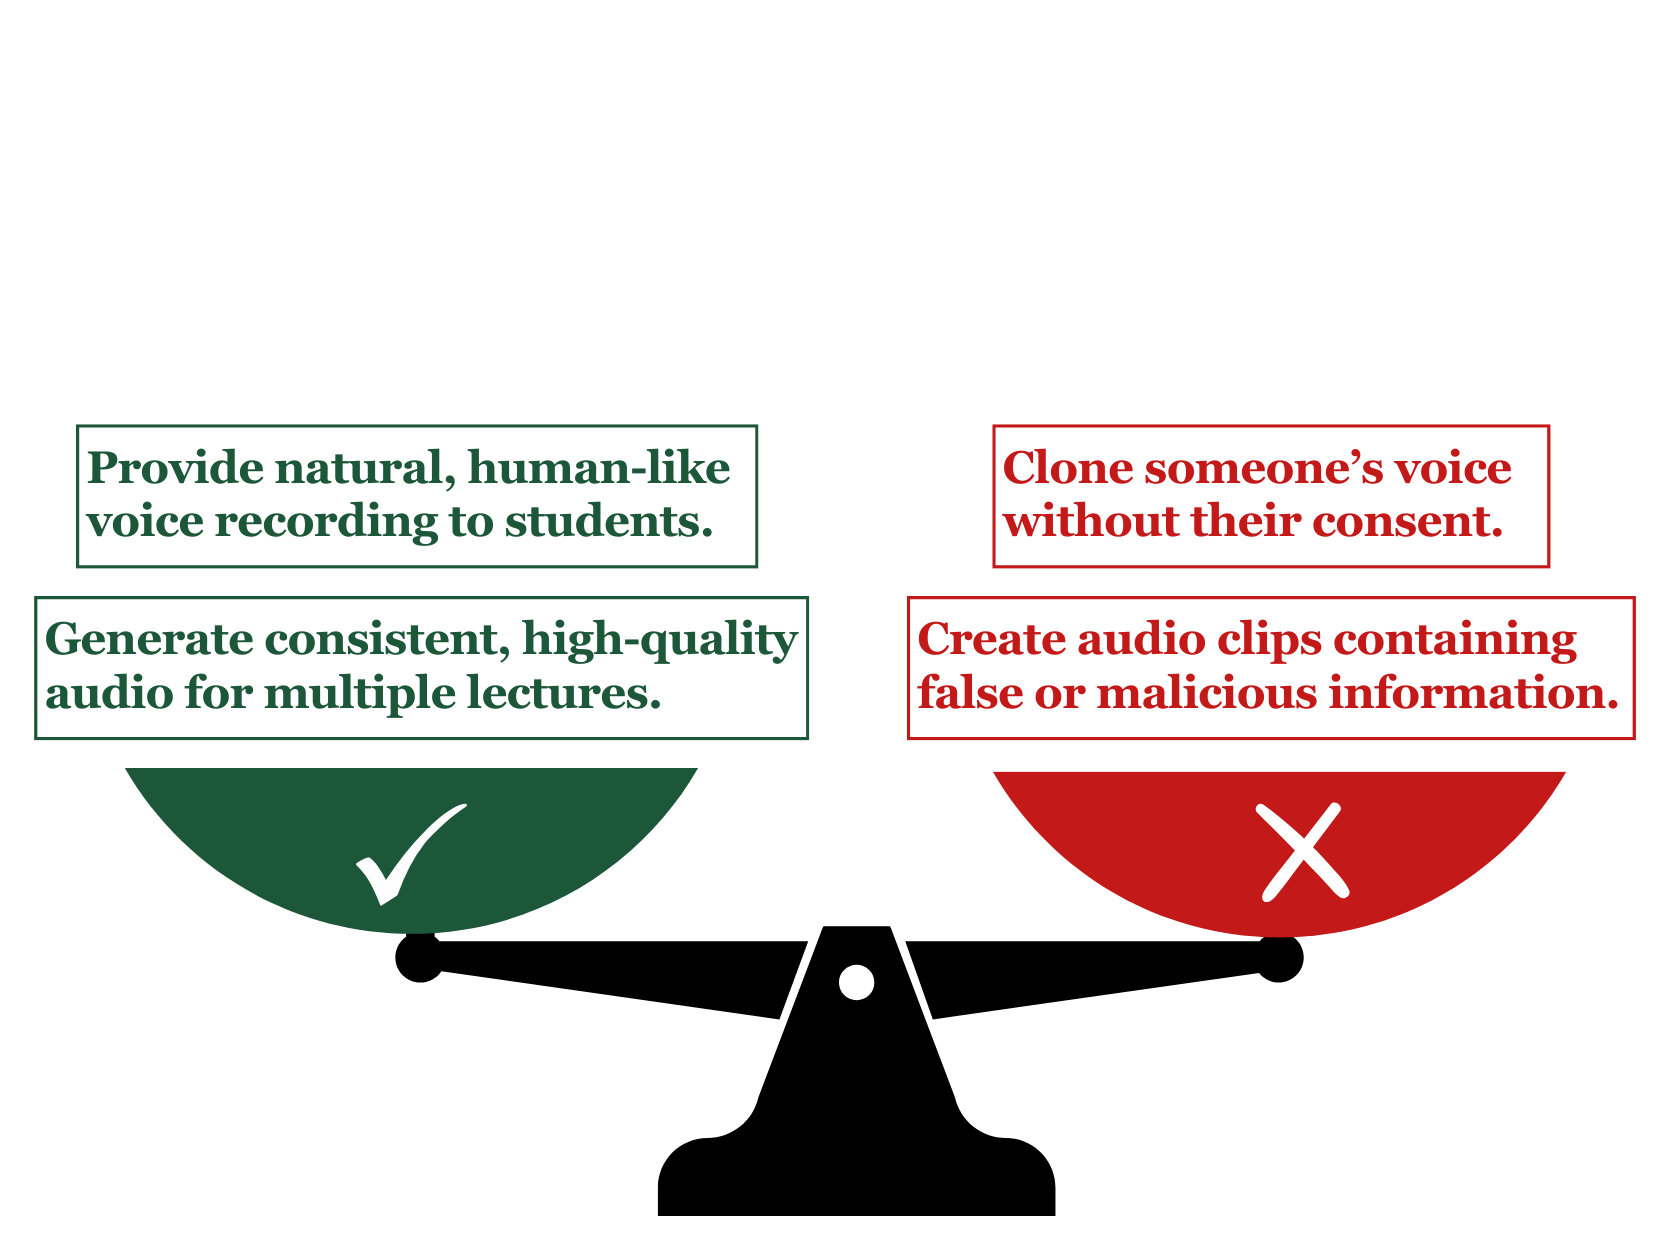 Provide natural, human-like
voice recording to students.
Generate consistent, high-quality
audio for multiple lectures.
Clone someone’s voice
without their consent.
Create audio clips containing
false or malicious information.